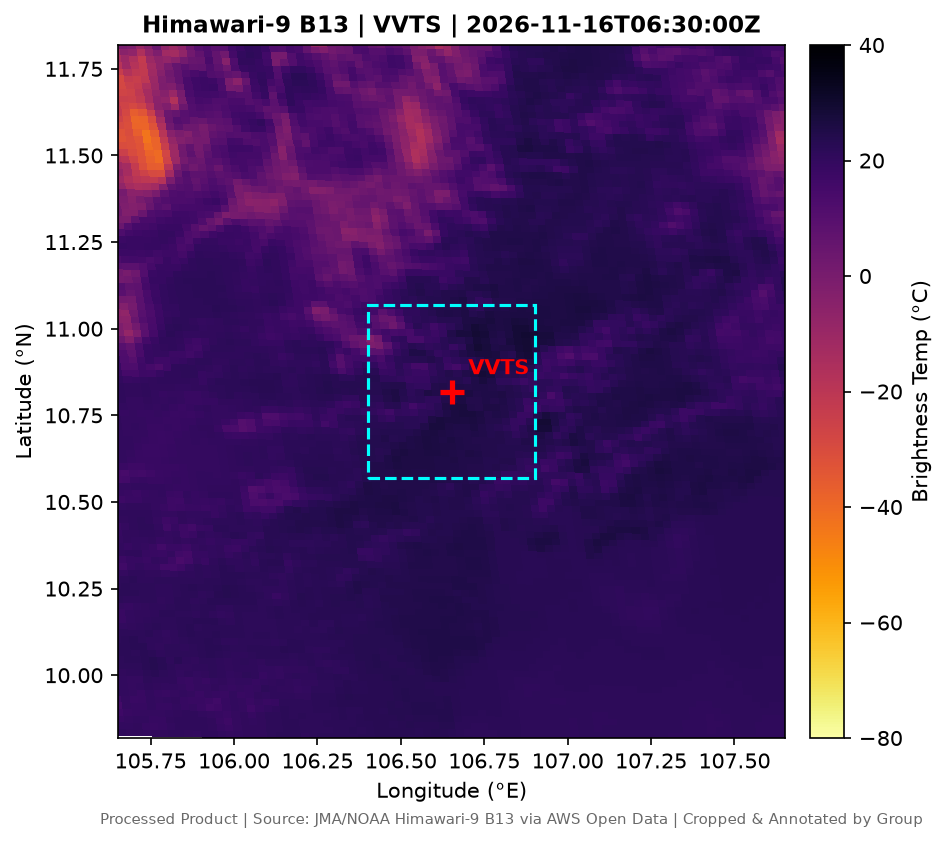 Himawari-9 B13 | VVTS | 2026-11-16T06:30:00Z
11.75
11.50
11.25
11.00
10.75
10.50
10.25
10.00
Latitude (°N)
VVTS
105.75 106.00 106.25 106.50 106.75 107.00 107.25 107.50
Longitude (°E)
40
20
0
−20
−40
−60
−80
Brightness Temp (°C)
Processed Product | Source: JMA/NOAA Himawari-9 B13 via AWS Open Data | Cropped & Annotated by Group